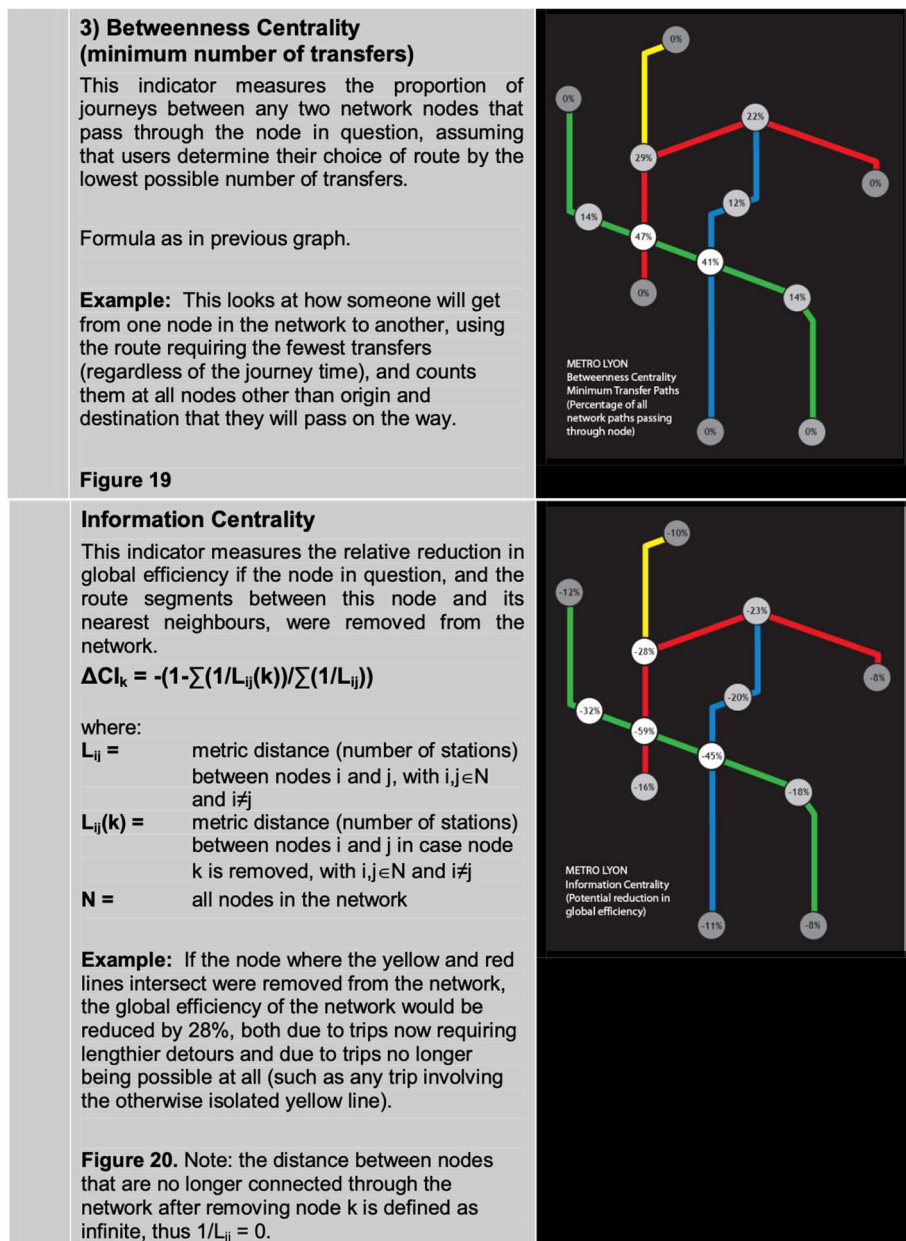 3) Betweenness Centrality
(minimum number of transfers)
This indicator measures the proportion of
journeys between any two network nodes that
pass through the node in question, assuming
that users determine their choice of route by the
lowest possible number of transfers.
Formula as in previous graph.
Example: This looks at how someone will get
from one node in the network to another, using
the route requiring the fewest transfers
(regardless of the journey time), and counts
them at all nodes other than origin and
destination that they will pass on the way.
Figure 19
0%
0%
22%
29%
0%
12%
14%
47%
41%
0%
14%
METRO LYON
Betweenness Centrality
Minimum Transfer Paths
(Percentage of all
network paths passing
through node)
0%
0%
Information Centrality
This indicator measures the relative reduction in
global efficiency if the node in question, and the
route segments between this node and its
nearest neighbours, were removed from the
network.
ΔCIₖ = -(1-∑(1/Lᵢⱼ(k))/∑(1/Lᵢⱼ))
where:
Lᵢⱼ = metric distance (number of stations)
between nodes i and j, with i,j∈N
and i≠j
Lᵢⱼ(k) = metric distance (number of stations)
between nodes i and j in case node
k is removed, with i,j∈N and i≠j
N = all nodes in the network
Example: If the node where the yellow and red
lines intersect were removed from the network,
the global efficiency of the network would be
reduced by 28%, both due to trips now requiring
lengthier detours and due to trips no longer
being possible at all (such as any trip involving
the otherwise isolated yellow line).
Figure 20. Note: the distance between nodes
that are no longer connected through the
network after removing node k is defined as
infinite, thus 1/Lᵢⱼ = 0.
-10%
-12%
-23%
-28%
-8%
-20%
-32%
-59%
-45%
-16%
-18%
METRO LYON
Information Centrality
(Potential reduction in
global efficiency)
-11%
-8%